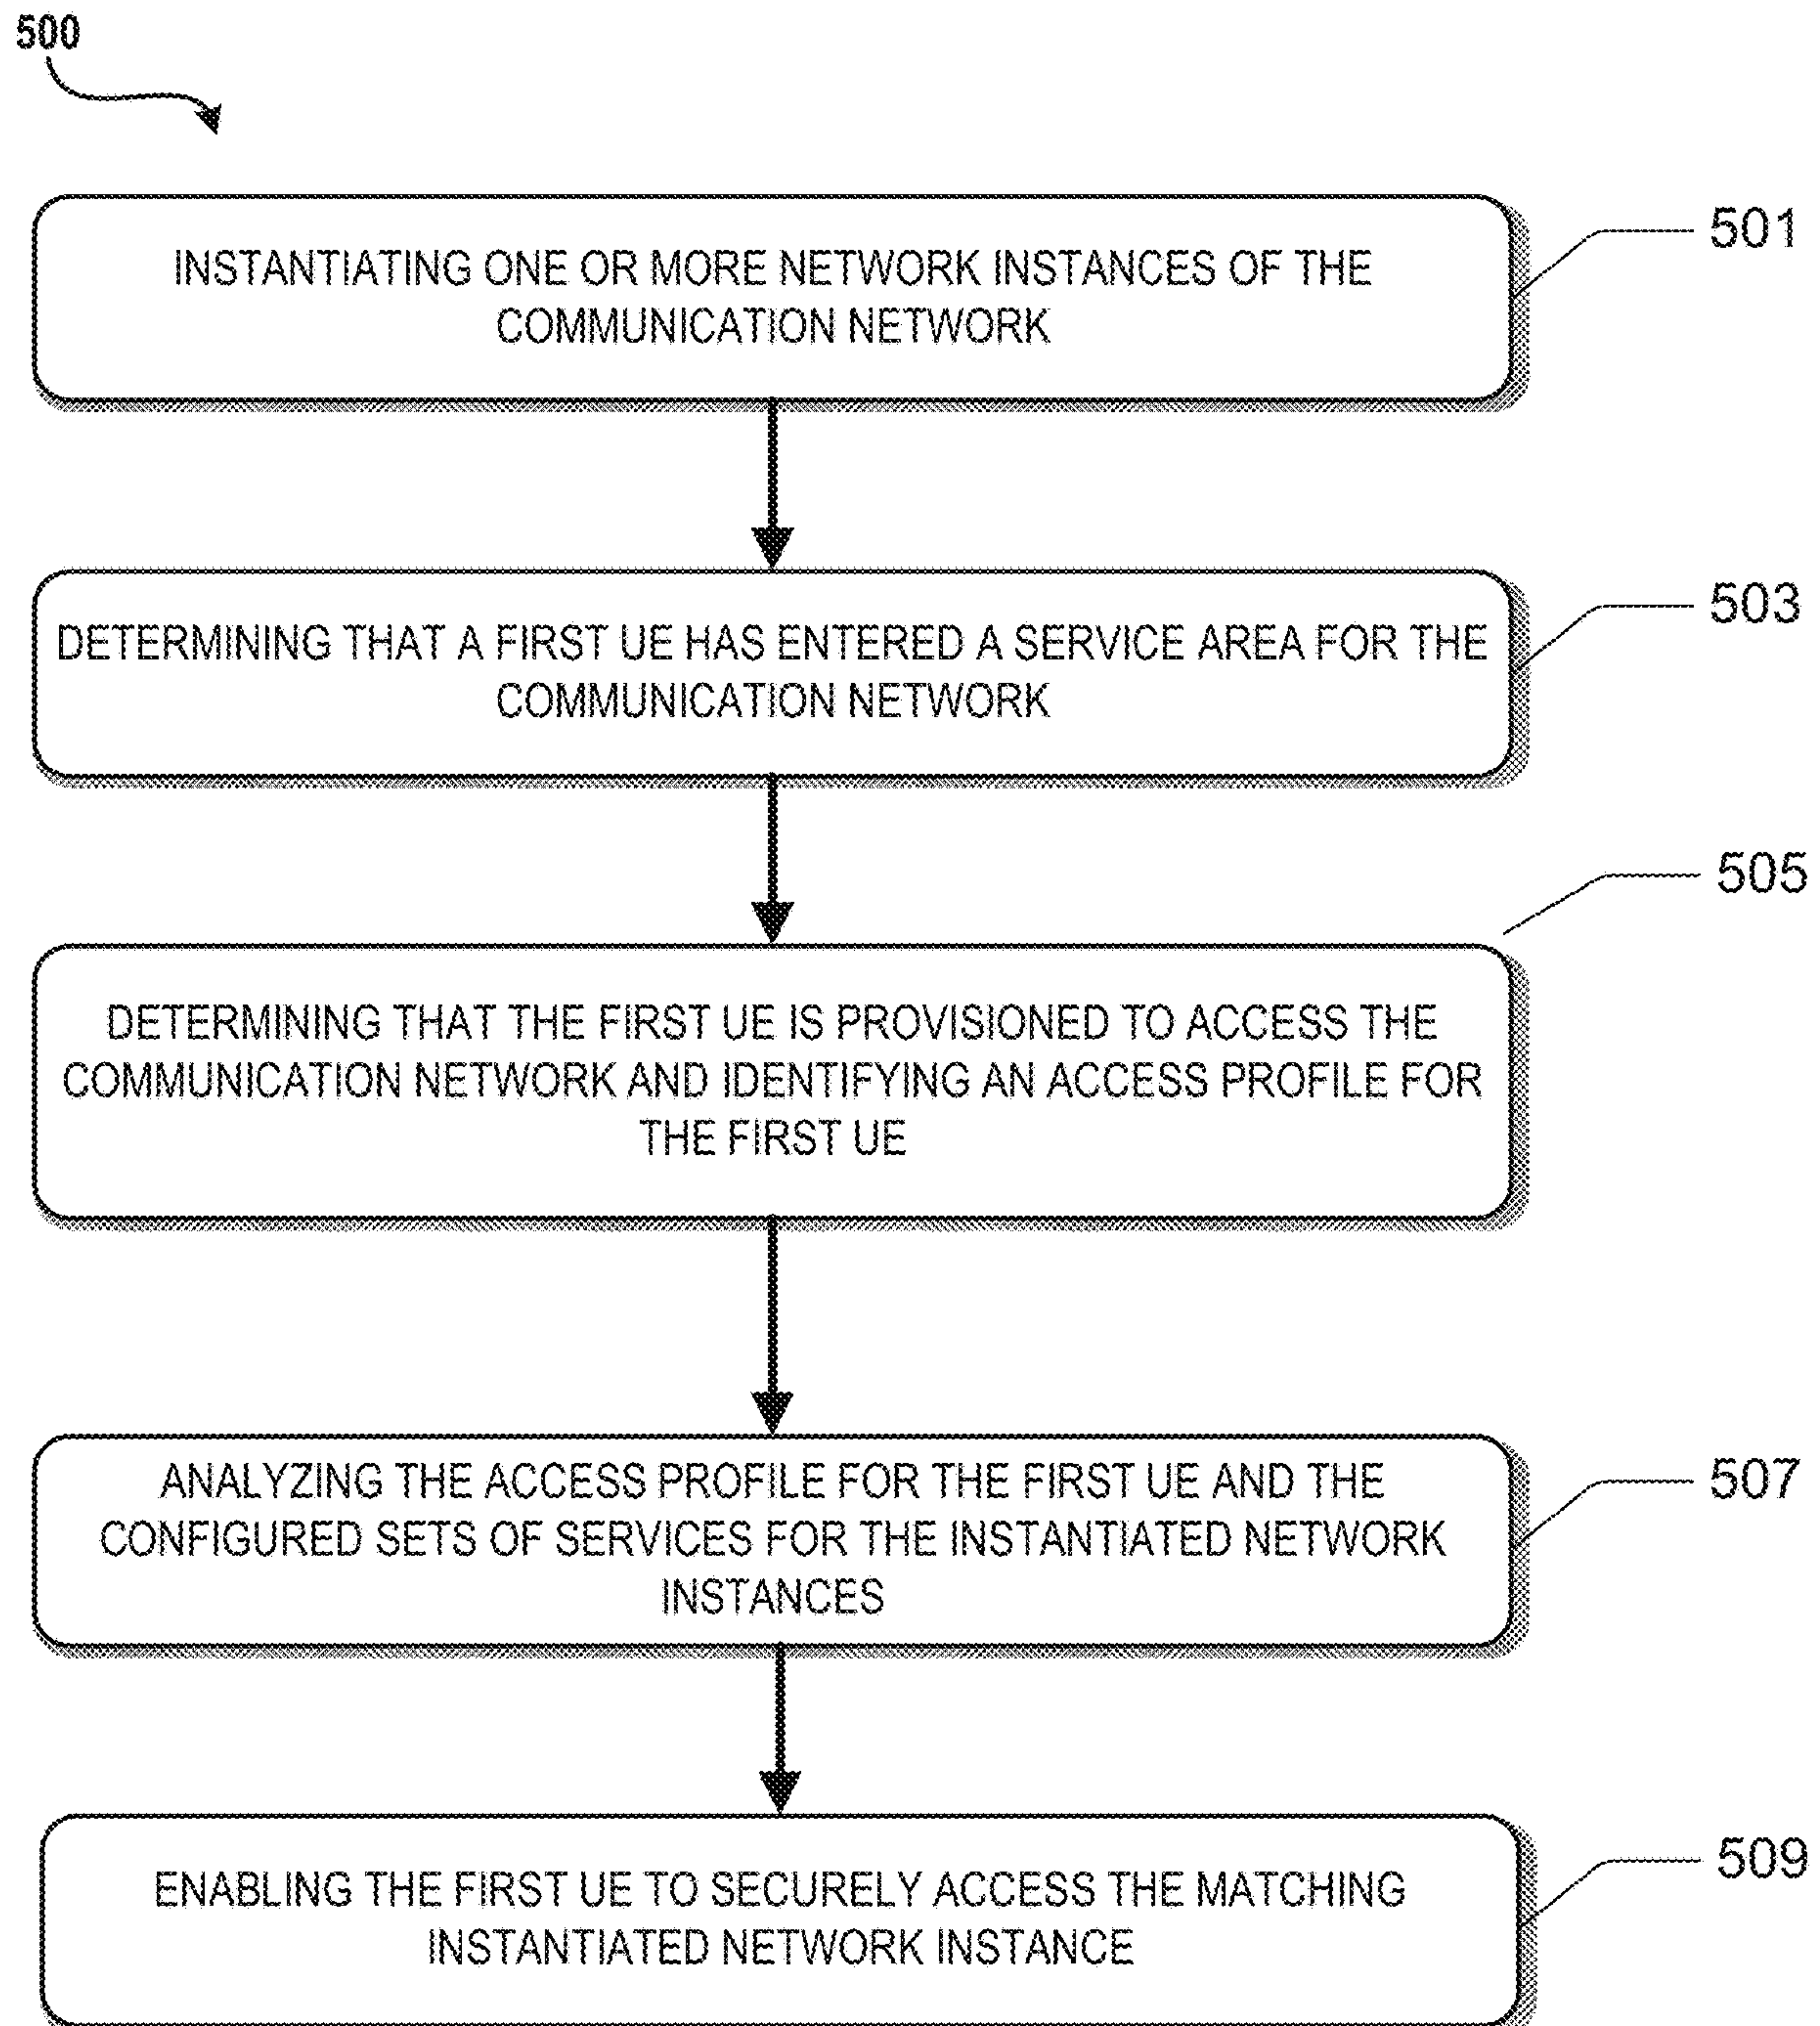 500
INSTANTIATING ONE OR MORE NETWORK INSTANCES OF THE
COMMUNICATION NETWORK
501
DETERMINING THAT A FIRST UE HAS ENTERED A SERVICE AREA FOR THE
COMMUNICATION NETWORK
503
505
DETERMINING THAT THE FIRST UE IS PROVISIONED TO ACCESS THE
COMMUNICATION NETWORK AND IDENTIFYING AN ACCESS PROFILE FOR
THE FIRST UE
ANALYZING THE ACCESS PROFILE FOR THE FIRST UE AND THE
CONFIGURED SETS OF SERVICES FOR THE INSTANTIATED NETWORK
INSTANCES
507
ENABLING THE FIRST UE TO SECURELY ACCESS THE MATCHING
INSTANTIATED NETWORK INSTANCE
509